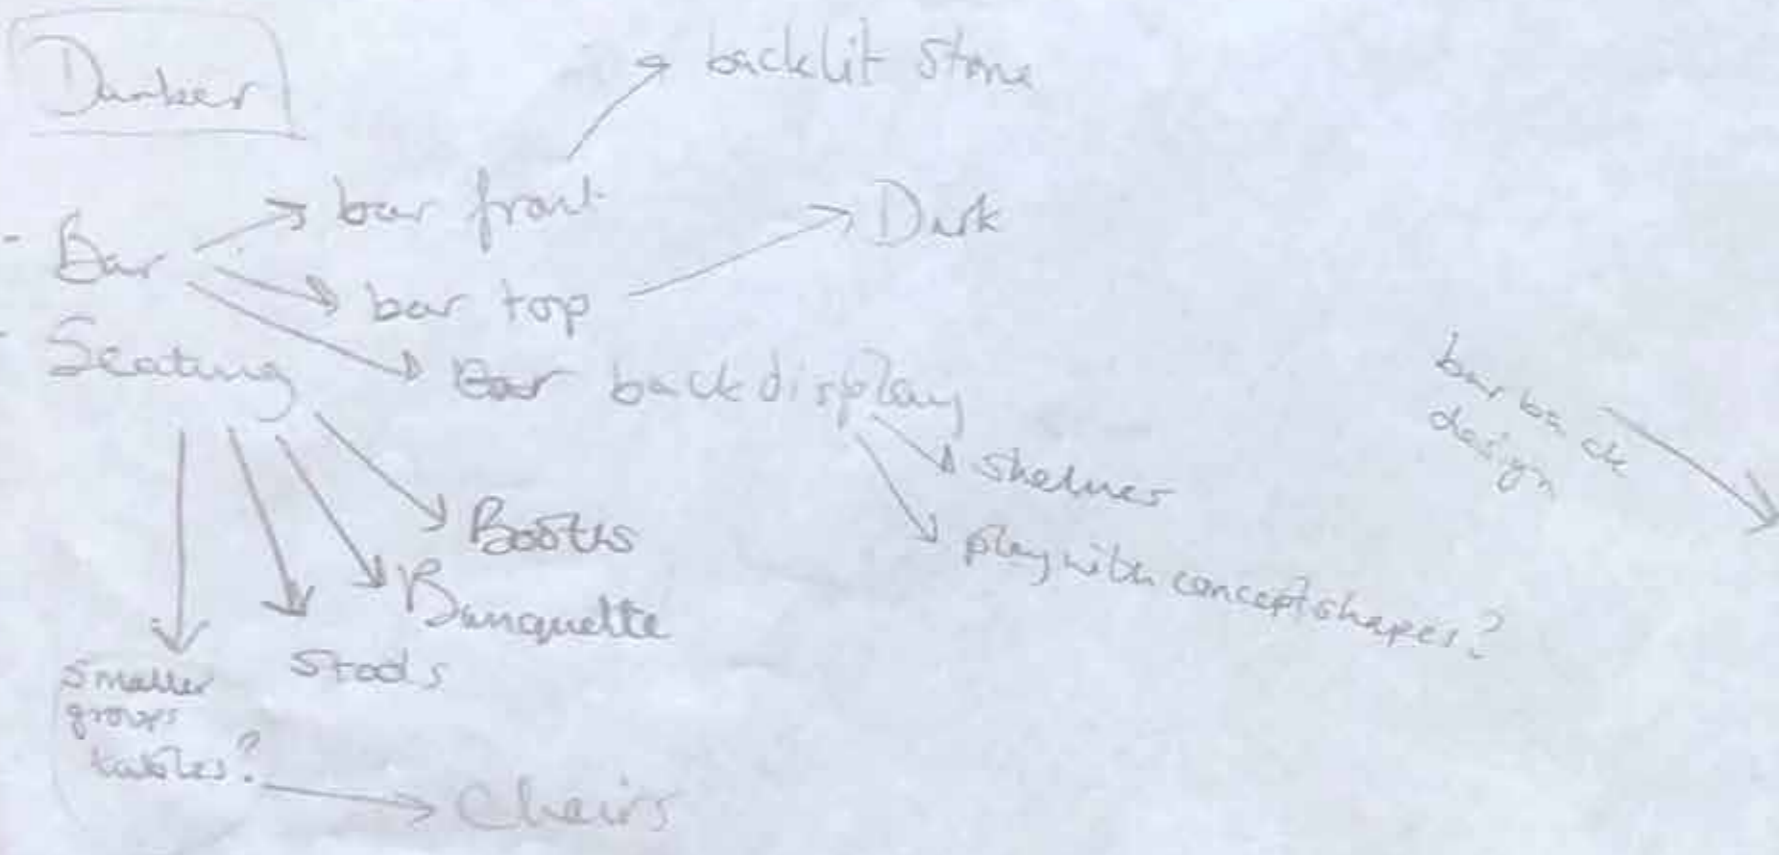 backlit stone
bar front
Dark
Bar
bar top
Seating
Bar back display
bar back
design
shelves
Booths
play with concept shapes?
Banquette
Stools
smaller
groups
tables?
Chairs